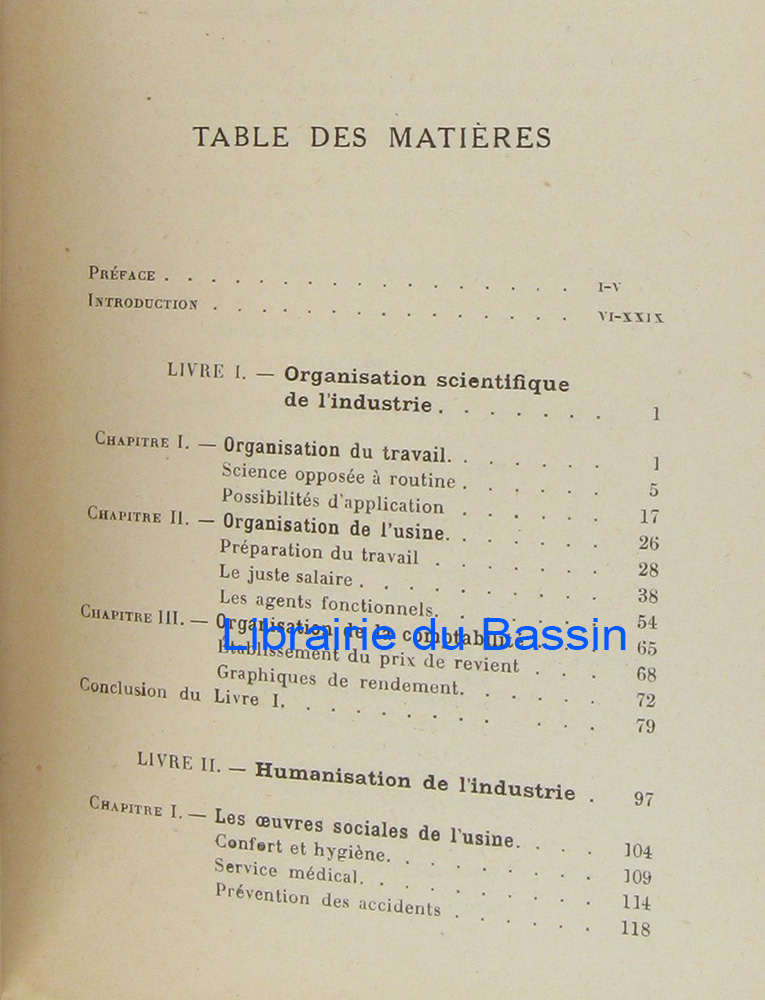 TABLE DES MATIÈRES
PRÉFACE . . . . . . . . . . . . . . . . . . I-V
INTRODUCTION . . . . . . . . . . . . . . . . VI-XXIX
LIVRE I. — Organisation scientifique
de l'industrie . . . . . . . 1
CHAPITRE I. — Organisation du travail. . . . . . . 1
Science opposée à routine . . . . . . 5
Possibilités d'application . . . . . . 17
CHAPITRE II. — Organisation de l'usine. . . . . . . 26
Préparation du travail . . . . . . 28
Le juste salaire . . . . . . . . 38
Les agents fonctionnels. . . . . . 54
CHAPITRE III. — Organisation de la comptabilité . . . 65
Établissement du prix de revient . . . 68
Graphiques de rendement. . . . . . 72
Conclusion du Livre I. . . . . . . . . . . . 79
Librairie du Bassin
LIVRE II. — Humanisation de l'industrie . 97
CHAPITRE I. — Les œuvres sociales de l'usine. . . . 104
Confort et hygiène. . . . . . . . 109
Service médical. . . . . . . . . 114
Prévention des accidents . . . . . . 118